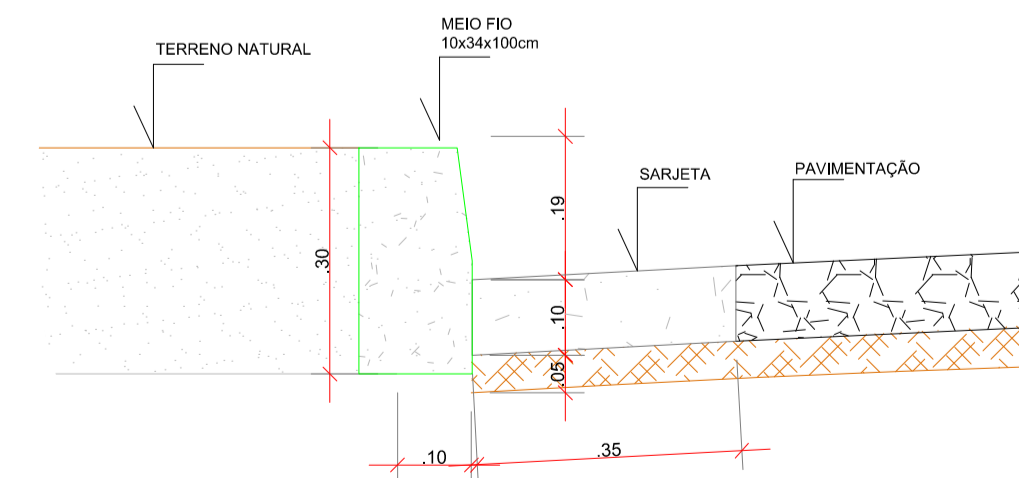 MEIO FIO
10x34x100cm
TERRENO NATURAL
SARJETA
PAVIMENTAÇÃO
.19
.30
.10
.05
.10
.35